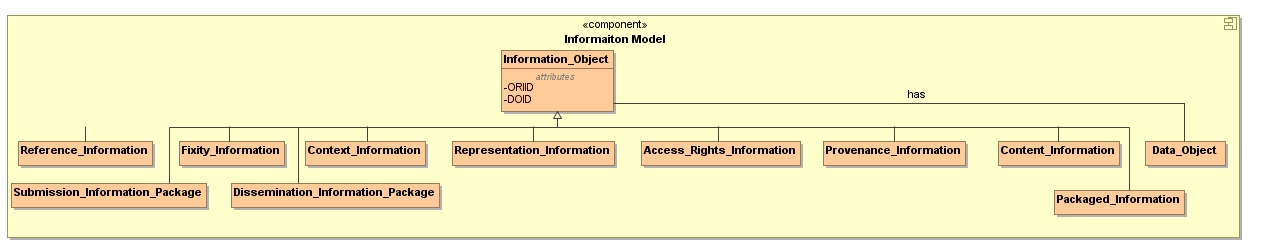 «component»
Informaiton Model
Information_Object
attributes
-ORIID
-DOID
has
Reference_Information
Fixity_Information
Context_Information
Representation_Information
Access_Rights_Information
Provenance_Information
Content_Information
Data_Object
Submission_Information_Package
Dissemination_Information_Package
Packaged_Information